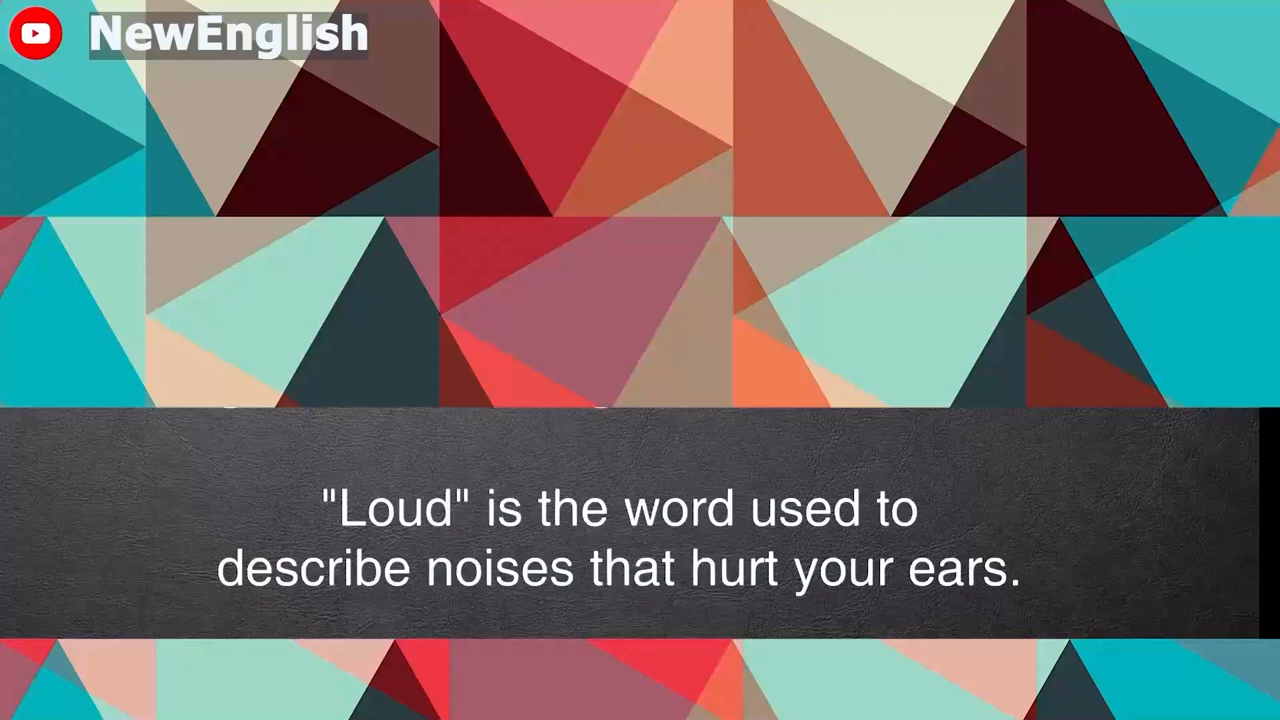 NewEnglish
"Loud" is the word used to
describe noises that hurt your ears.